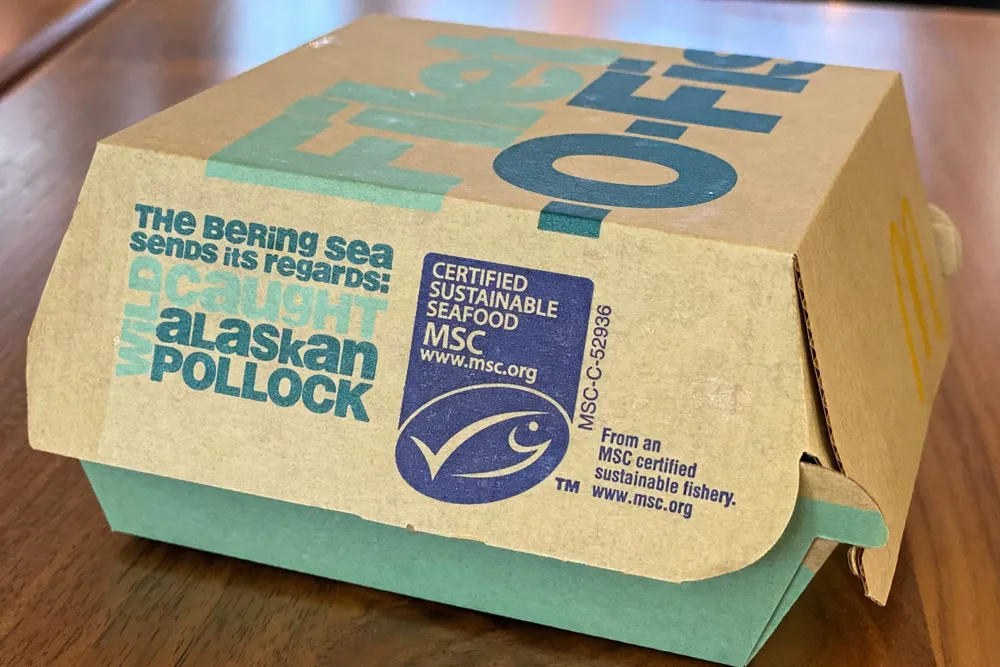 Filet
-O-Fis
THE BERING SEA
SENDS ITS REGARDS:
WILD
CAUGHT
ALASKAN
POLLOCK
CERTIFIED
SUSTAINABLE
SEAFOOD
MSC
www.msc.org
MSC-C-52936
TM
From an
MSC certified
sustainable fishery.
www.msc.org